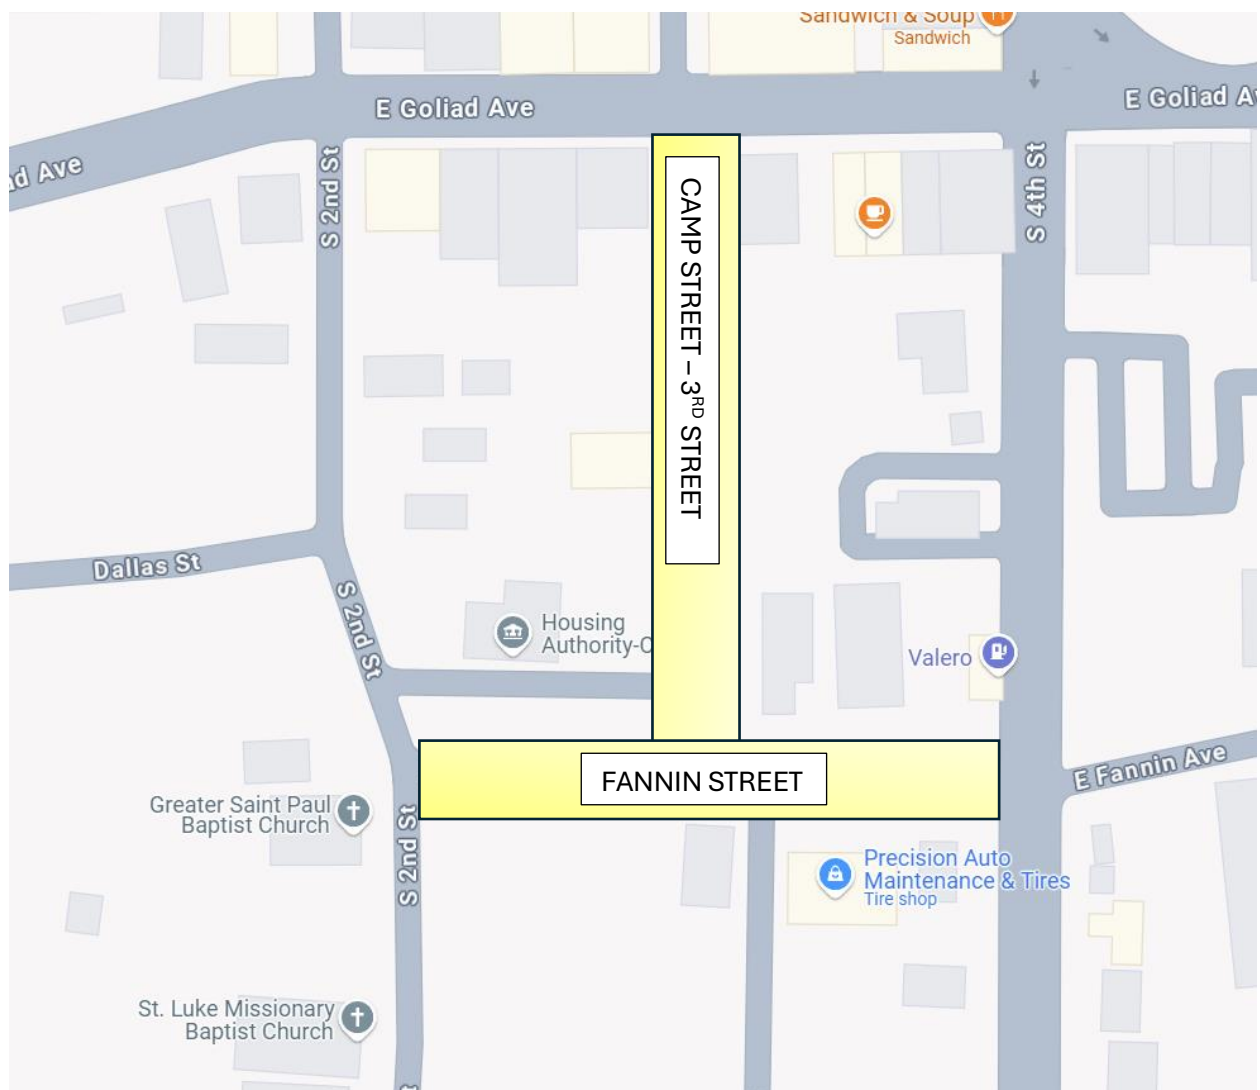 Sandwich & Soup
Sandwich
E Goliad Ave
E Goliad Av
ad Ave
S 2nd St
S 4th St
CAMP STREET – 3RD STREET
Dallas St
S 2nd St
Housing
Authority-C
Valero
E Fannin Ave
FANNIN STREET
Greater Saint Paul
Baptist Church
S 2nd St
Precision Auto
Maintenance & Tires
Tire shop
St. Luke Missionary
Baptist Church